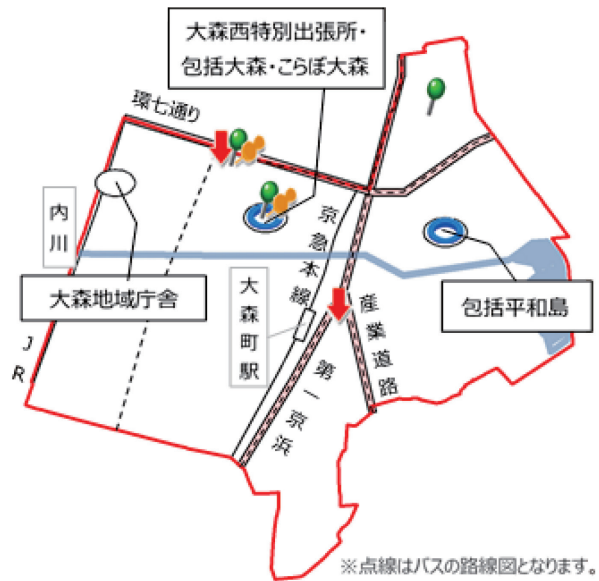 大森西特別出張所・
包括大森・こらぼ大森
環七通り
内川
京急本線
大森地域庁舎
大森町駅
包括平和島
産業道路
JR
第一京浜
※点線はバスの路線図となります。